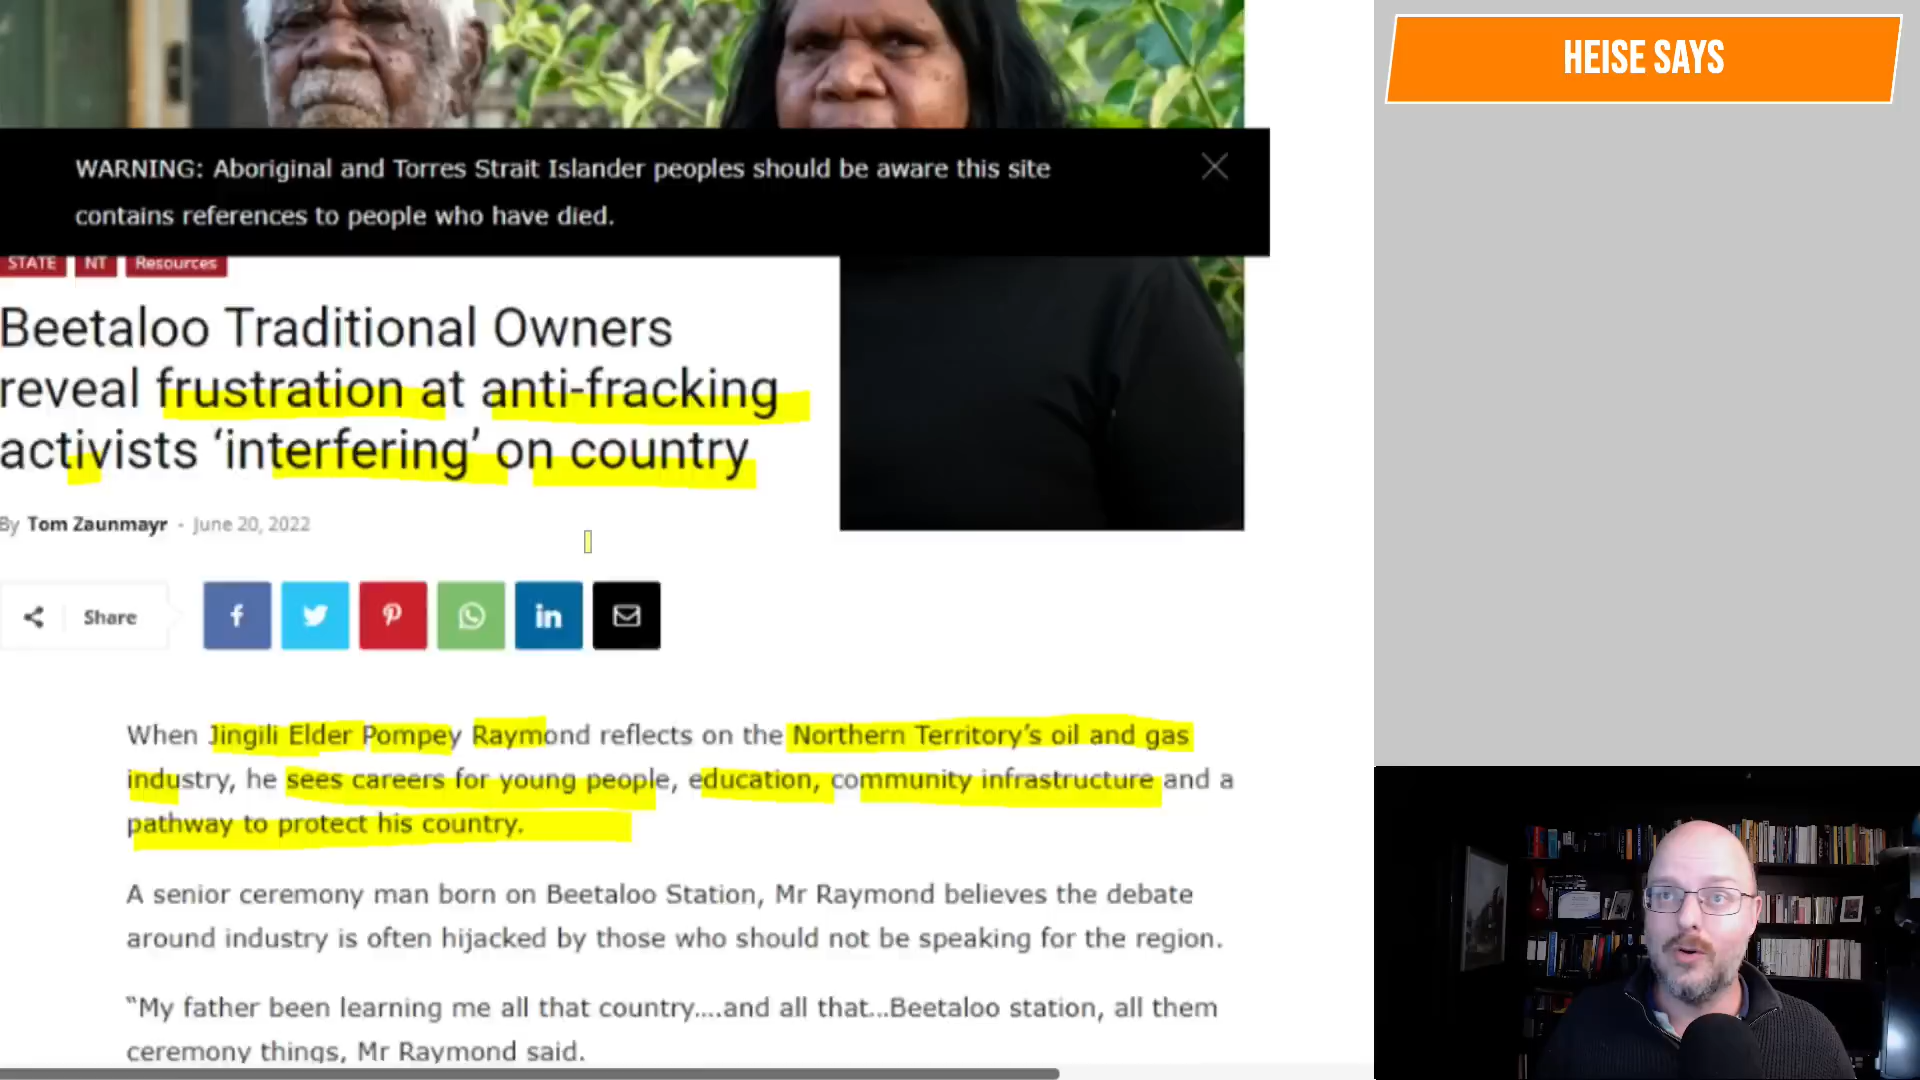 HEISE SAYS
WARNING: Aboriginal and Torres Strait Islander peoples should be aware this site
contains references to people who have died.
STATE NT Resources
Beetaloo Traditional Owners
reveal frustration at anti-fracking
activists ‘interfering’ on country
By Tom Zaunmayr - June 20, 2022
Share
When Jingili Elder Pompey Raymond reflects on the Northern Territory’s oil and gas
industry, he sees careers for young people, education, community infrastructure and a
pathway to protect his country.
A senior ceremony man born on Beetaloo Station, Mr Raymond believes the debate
around industry is often hijacked by those who should not be speaking for the region.
“My father been learning me all that country....and all that...Beetaloo station, all them
ceremony things, Mr Raymond said.